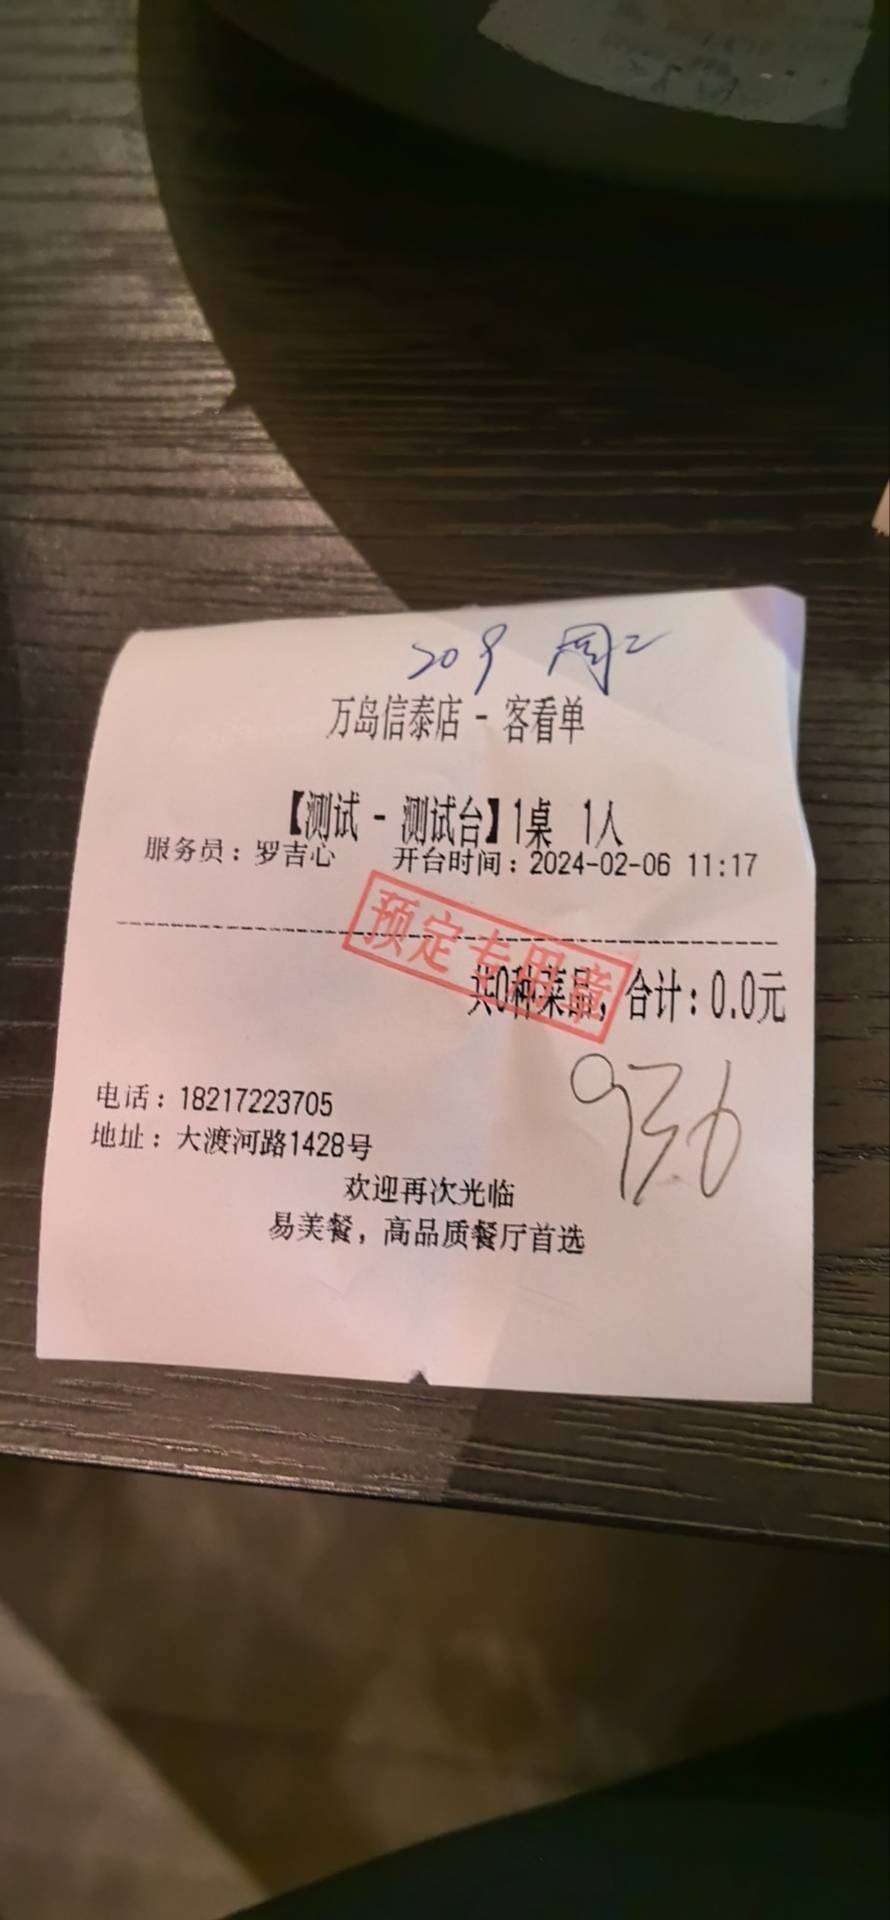 209 周二
万岛信泰店 - 客看单
【测试 - 测试台】1桌 1人
服务员：罗吉心 开台时间：2024-02-06 11:17
预定专用章
共0种菜品，合计：0.0元
电话：18217223705
地址：大渡河路1428号
欢迎再次光临
易美餐，高品质餐厅首选